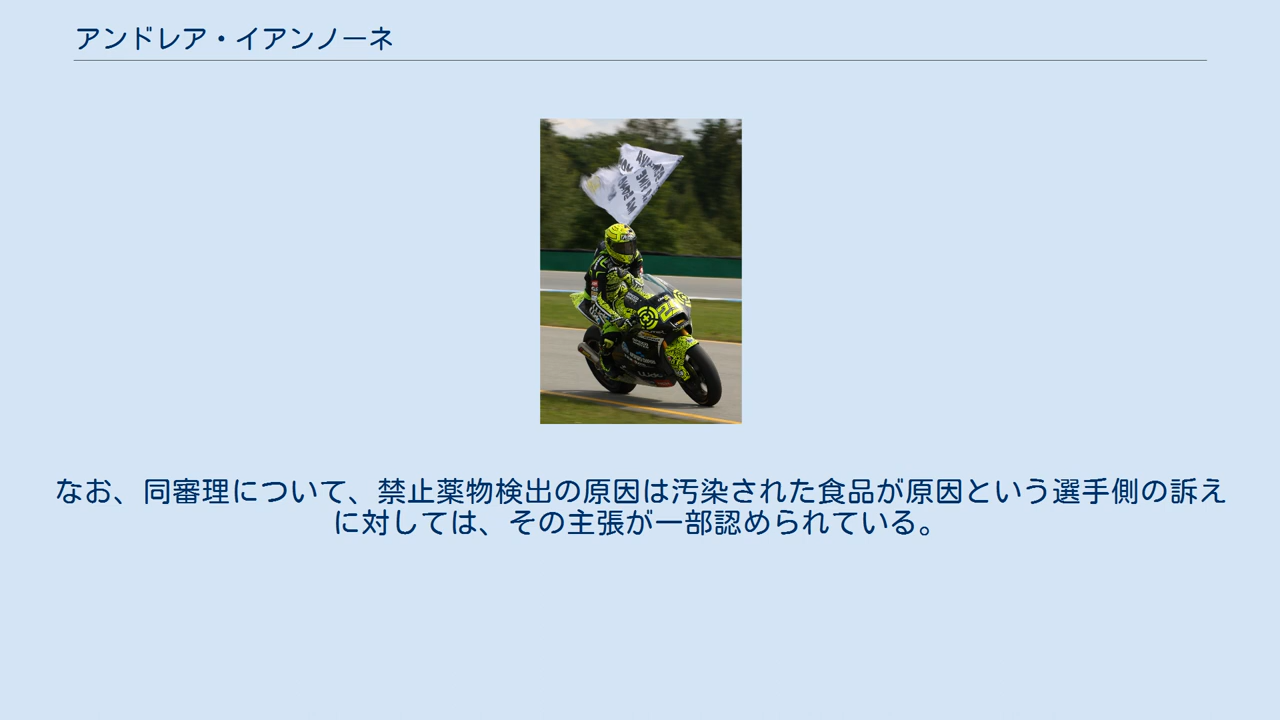 アンドレア・イアンノーネ
なお、同審理について、禁止薬物検出の原因は汚染された食品が原因という選手側の訴え
に対しては、その主張が一部認められている。